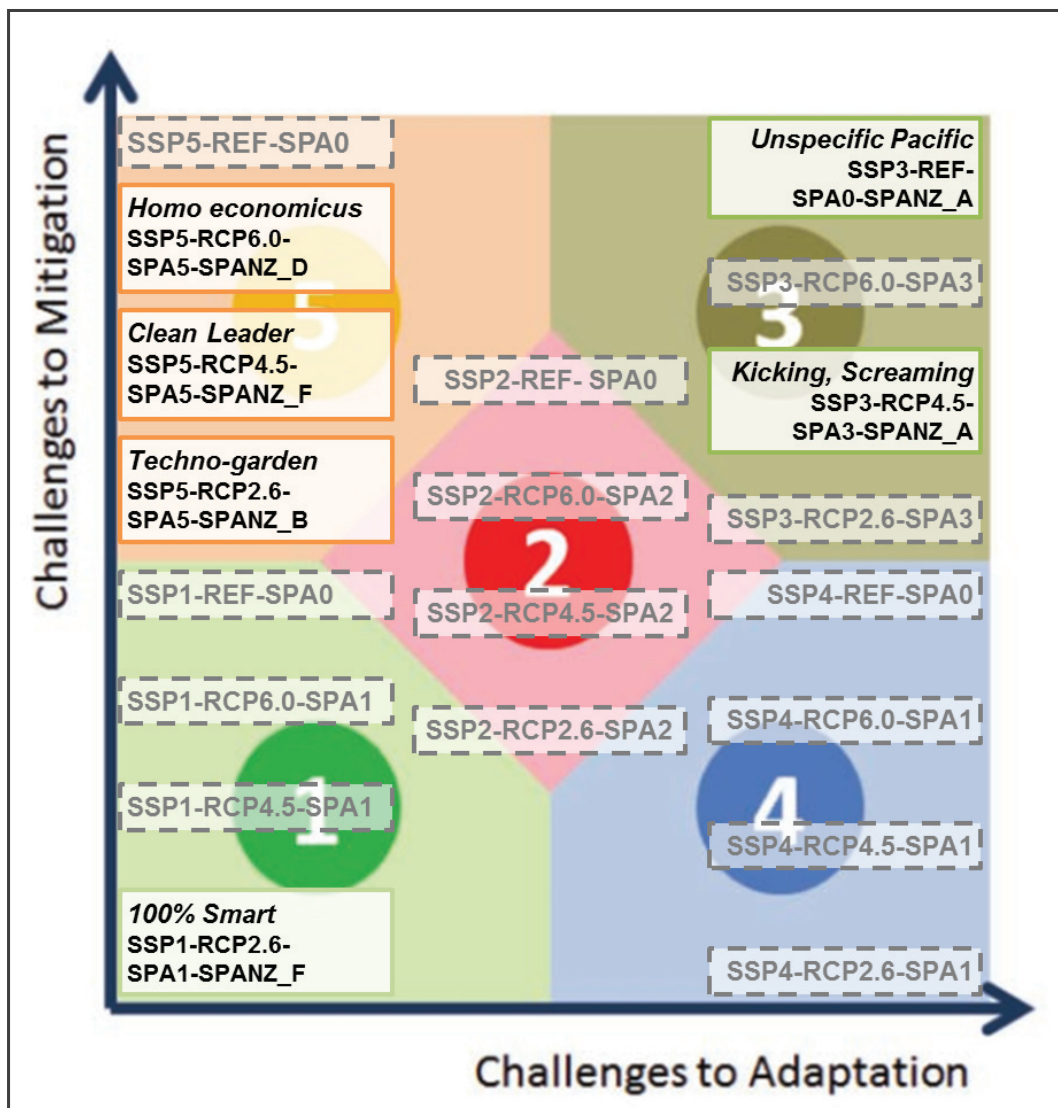 Challenges to Mitigation
SSP5-REF-SPA0
Homo economicus
SSP5-RCP6.0-
SPA5-SPANZ_D
5
Clean Leader
SSP5-RCP4.5-
SPA5-SPANZ_F
Techno-garden
SSP5-RCP2.6-
SPA5-SPANZ_B
Unspecific Pacific
SSP3-REF-
SPA0-SPANZ_A
SSP3-RCP6.0-SPA3
3
Kicking, Screaming
SSP3-RCP4.5-
SPA3-SPANZ_A
SSP3-RCP2.6-SPA3
SSP2-REF- SPA0
SSP2-RCP6.0-SPA2
2
SSP2-RCP4.5-SPA2
SSP2-RCP2.6-SPA2
SSP1-REF-SPA0
SSP1-RCP6.0-SPA1
1
SSP1-RCP4.5-SPA1
100% Smart
SSP1-RCP2.6-
SPA1-SPANZ_F
SSP4-REF-SPA0
SSP4-RCP6.0-SPA1
4
SSP4-RCP4.5-SPA1
SSP4-RCP2.6-SPA1
Challenges to Adaptation